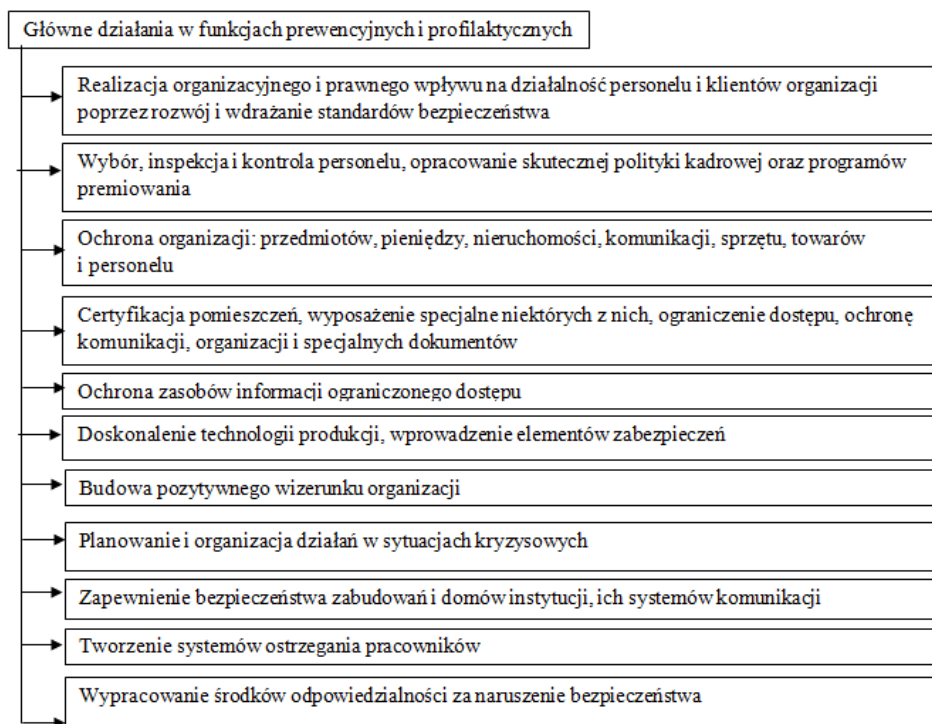 Główne działania w funkcjach prewencyjnych i profilaktycznych
Realizacja organizacyjnego i prawnego wpływu na działalność personelu i klientów organizacji
poprzez rozwój i wdrażanie standardów bezpieczeństwa
Wybór, inspekcja i kontrola personelu, opracowanie skutecznej polityki kadrowej oraz programów
premiowania
Ochrona organizacji: przedmiotów, pieniędzy, nieruchomości, komunikacji, sprzętu, towarów
i personelu
Certyfikacja pomieszczeń, wyposażenie specjalne niektórych z nich, ograniczenie dostępu, ochronę
komunikacji, organizacji i specjalnych dokumentów
Ochrona zasobów informacji ograniczonego dostępu
Doskonalenie technologii produkcji, wprowadzenie elementów zabezpieczeń
Budowa pozytywnego wizerunku organizacji
Planowanie i organizacja działań w sytuacjach kryzysowych
Zapewnienie bezpieczeństwa zabudowań i domów instytucji, ich systemów komunikacji
Tworzenie systemów ostrzegania pracowników
Wypracowanie środków odpowiedzialności za naruszenie bezpieczeństwa